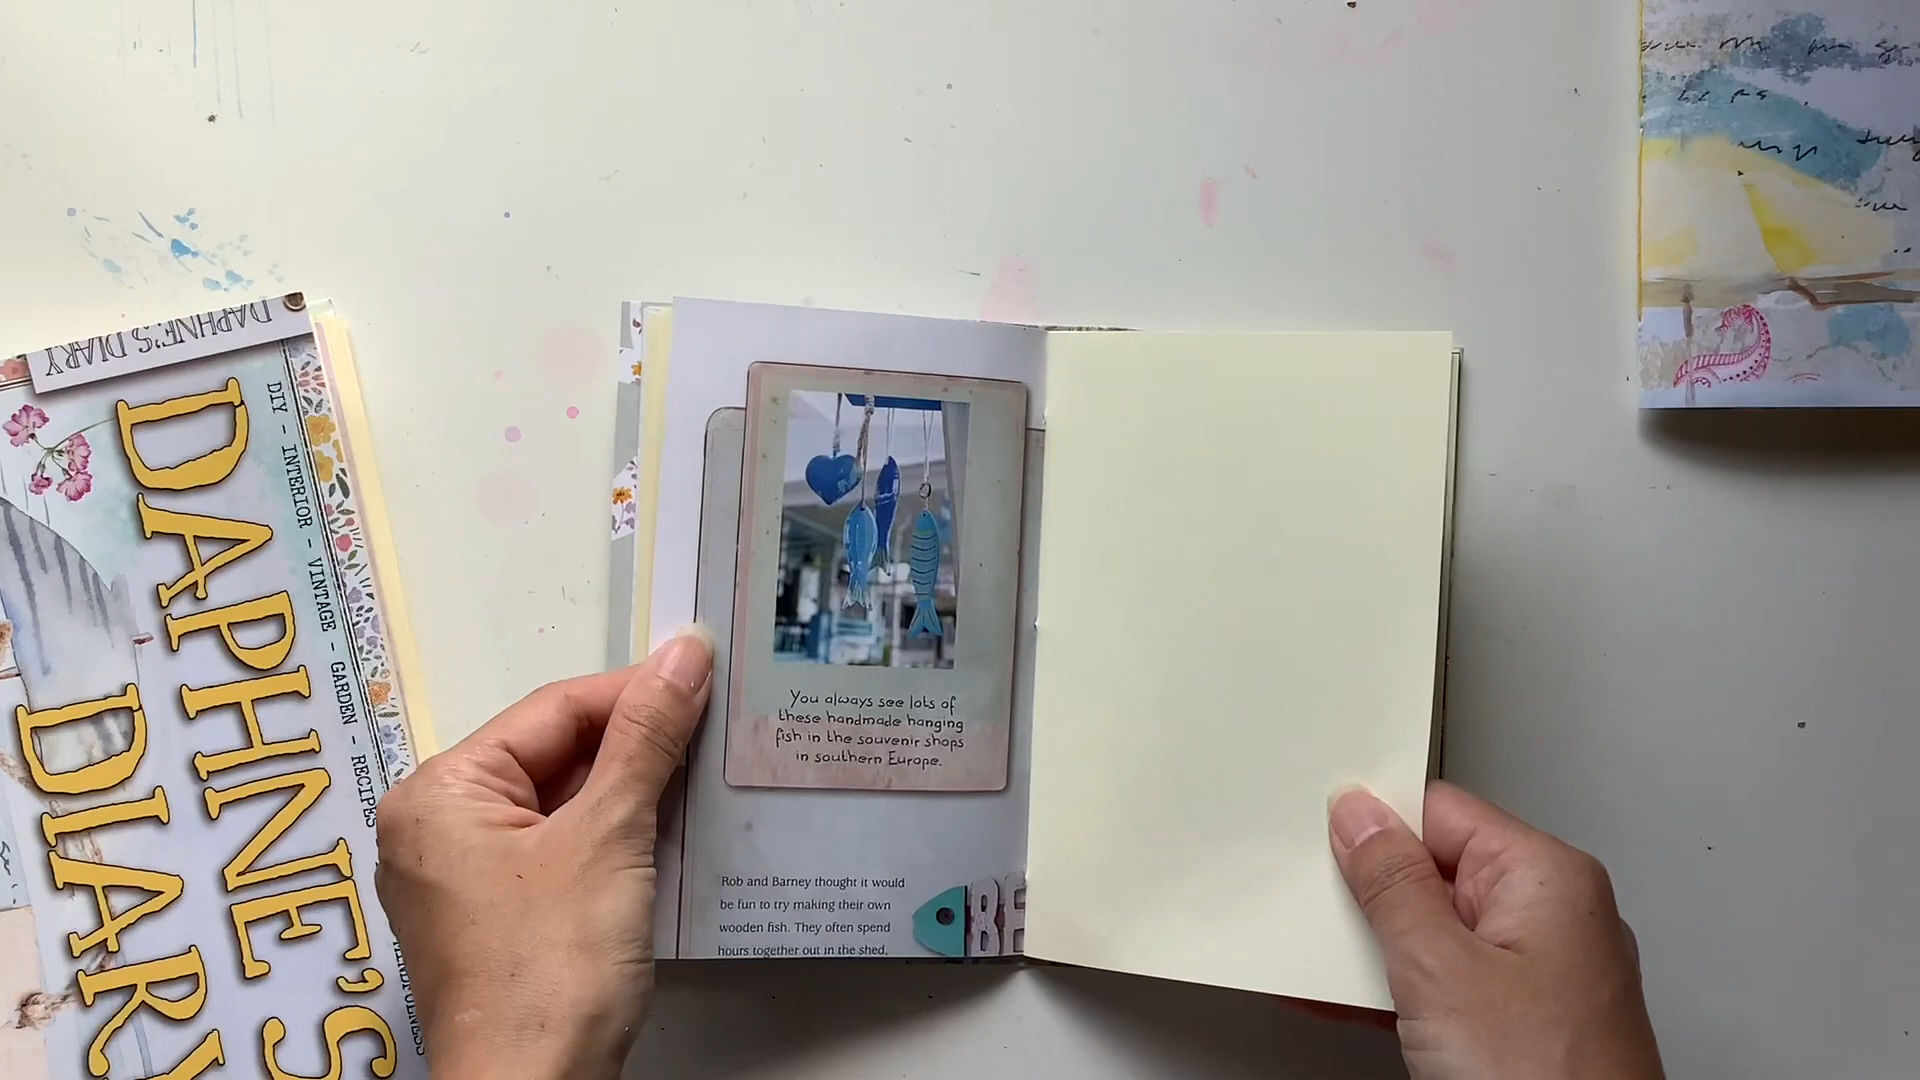 DAPHNE'S DIARY
DAPHNE'S
DIARY
DIY - INTERIOR - VINTAGE - GARDEN - RECIPES
You always see lots of
these handmade hanging
fish in the souvenir shops
in southern Europe.
Rob and Barney thought it would
be fun to try making their own
wooden fish. They often spend
hours together out in the shed,